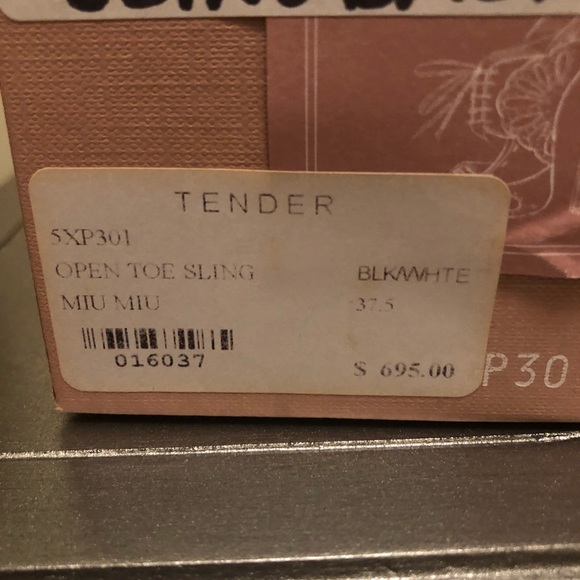 TENDER
5XP301
OPEN TOE SLING BLK/WHTE
MIU MIU 37.5
016037
$ 695.00
P30